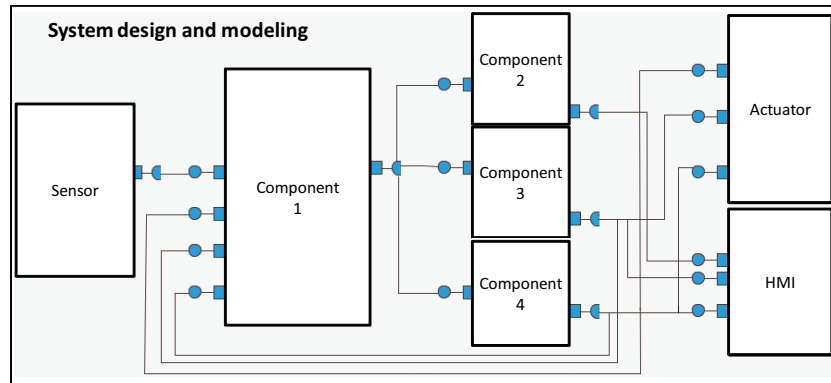 System design and modeling
Sensor
Component
1
Component
2
Component
3
Component
4
Actuator
HMI